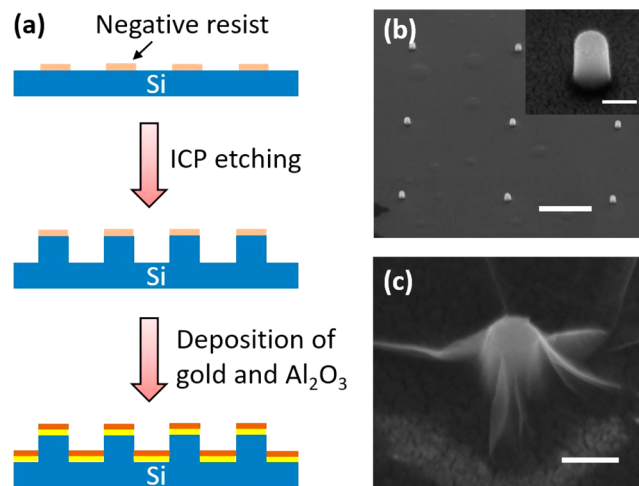 (a)
Negative resist
Si
ICP etching
Si
Deposition of
gold and Al₂O₃
Si
(b)
(c)